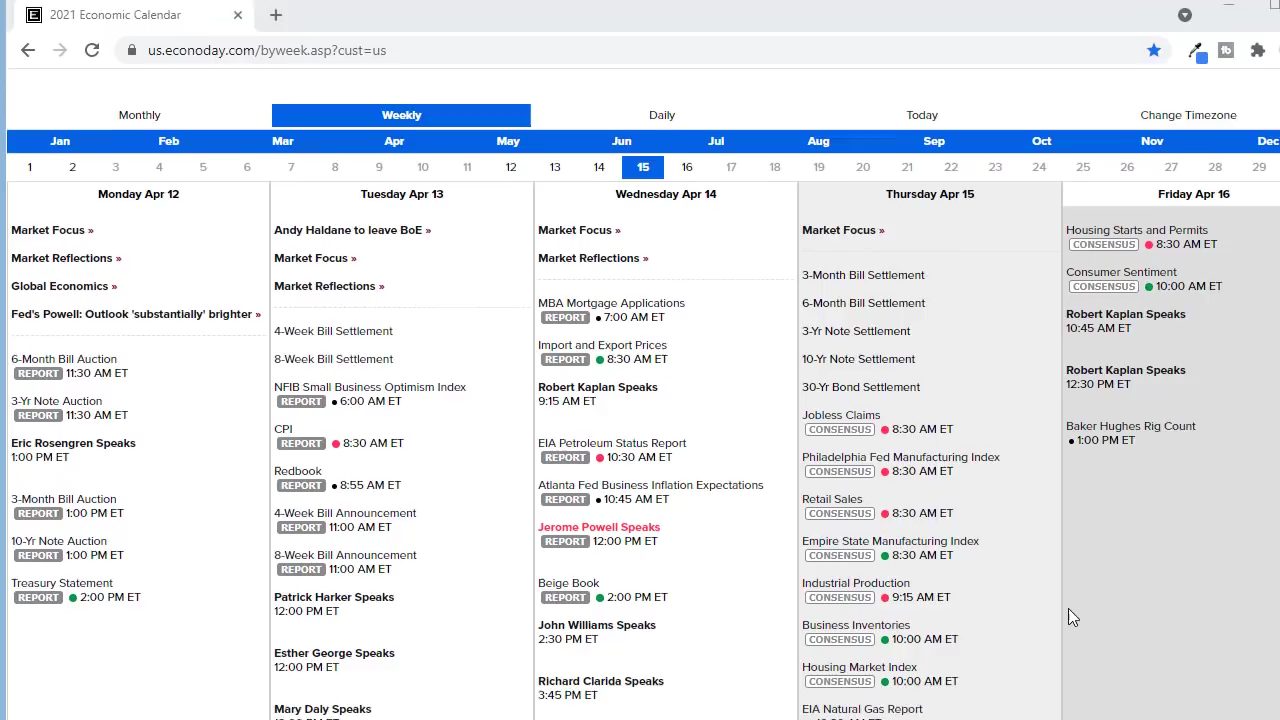 2021 Economic Calendar
us.econoday.com/byweek.asp?cust=us
Monthly Weekly Daily Today Change Timezone
Jan Feb Mar Apr May Jun Jul Aug Sep Oct Nov Dec
1 2 3 4 5 6 7 8 9 10 11 12 13 14 15 16 17 18 19 20 21 22 23 24 25 26 27 28 29
Monday Apr 12
Market Focus »
Market Reflections »
Global Economics »
Fed's Powell: Outlook 'substantially' brighter »
6-Month Bill Auction
REPORT 11:30 AM ET
3-Yr Note Auction
REPORT 11:30 AM ET
Eric Rosengren Speaks
1:00 PM ET
3-Month Bill Auction
REPORT 1:00 PM ET
10-Yr Note Auction
REPORT 1:00 PM ET
Treasury Statement
REPORT 2:00 PM ET
Tuesday Apr 13
Andy Haldane to leave BoE »
Market Focus »
Market Reflections »
4-Week Bill Settlement
8-Week Bill Settlement
NFIB Small Business Optimism Index
REPORT 6:00 AM ET
CPI
REPORT 8:30 AM ET
Redbook
REPORT 8:55 AM ET
4-Week Bill Announcement
REPORT 11:00 AM ET
8-Week Bill Announcement
REPORT 11:00 AM ET
Patrick Harker Speaks
12:00 PM ET
Esther George Speaks
12:00 PM ET
Mary Daly Speaks
Wednesday Apr 14
Market Focus »
Market Reflections »
MBA Mortgage Applications
REPORT 7:00 AM ET
Import and Export Prices
REPORT 8:30 AM ET
Robert Kaplan Speaks
9:15 AM ET
EIA Petroleum Status Report
REPORT 10:30 AM ET
Atlanta Fed Business Inflation Expectations
REPORT 10:45 AM ET
Jerome Powell Speaks
REPORT 12:00 PM ET
Beige Book
REPORT 2:00 PM ET
John Williams Speaks
2:30 PM ET
Richard Clarida Speaks
3:45 PM ET
Thursday Apr 15
Market Focus »
3-Month Bill Settlement
6-Month Bill Settlement
3-Yr Note Settlement
10-Yr Note Settlement
30-Yr Bond Settlement
Jobless Claims
CONSENSUS 8:30 AM ET
Philadelphia Fed Manufacturing Index
CONSENSUS 8:30 AM ET
Retail Sales
CONSENSUS 8:30 AM ET
Empire State Manufacturing Index
CONSENSUS 8:30 AM ET
Industrial Production
CONSENSUS 9:15 AM ET
Business Inventories
CONSENSUS 10:00 AM ET
Housing Market Index
CONSENSUS 10:00 AM ET
EIA Natural Gas Report
Friday Apr 16
Housing Starts and Permits
CONSENSUS 8:30 AM ET
Consumer Sentiment
CONSENSUS 10:00 AM ET
Robert Kaplan Speaks
10:45 AM ET
Robert Kaplan Speaks
12:30 PM ET
Baker Hughes Rig Count
1:00 PM ET